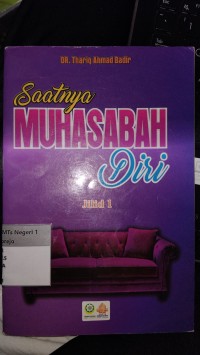 DR. Thariq Ahmad Badir
Saatnya
MUHASABAH
Diri
Jilid 1
MTs Negeri 1